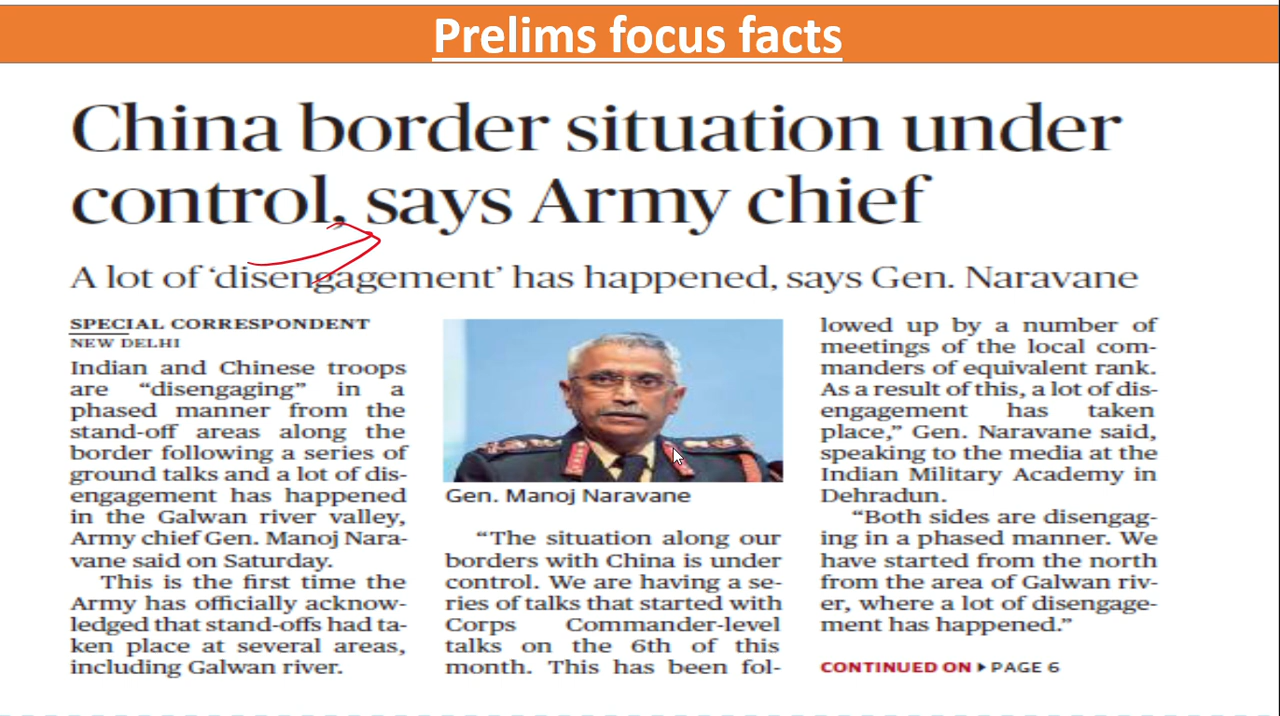 Prelims focus facts
China border situation under
control, says Army chief
A lot of ‘disengagement’ has happened, says Gen. Naravane
SPECIAL CORRESPONDENT
NEW DELHI
Indian and Chinese troops
are “disengaging” in a
phased manner from the
stand-off areas along the
border following a series of
ground talks and a lot of dis-
engagement has happened
in the Galwan river valley,
Army chief Gen. Manoj Nara-
vane said on Saturday.
This is the first time the
Army has officially acknow-
ledged that stand-offs had ta-
ken place at several areas,
including Galwan river.
Gen. Manoj Naravane
“The situation along our
borders with China is under
control. We are having a se-
ries of talks that started with
Corps Commander-level
talks on the 6th of this
month. This has been fol-
lowed up by a number of
meetings of the local com-
manders of equivalent rank.
As a result of this, a lot of dis-
engagement has taken
place,” Gen. Naravane said,
speaking to the media at the
Indian Military Academy in
Dehradun.
“Both sides are disengag-
ing in a phased manner. We
have started from the north
from the area of Galwan riv-
er, where a lot of disengage-
ment has happened.”
CONTINUED ON ▸ PAGE 6